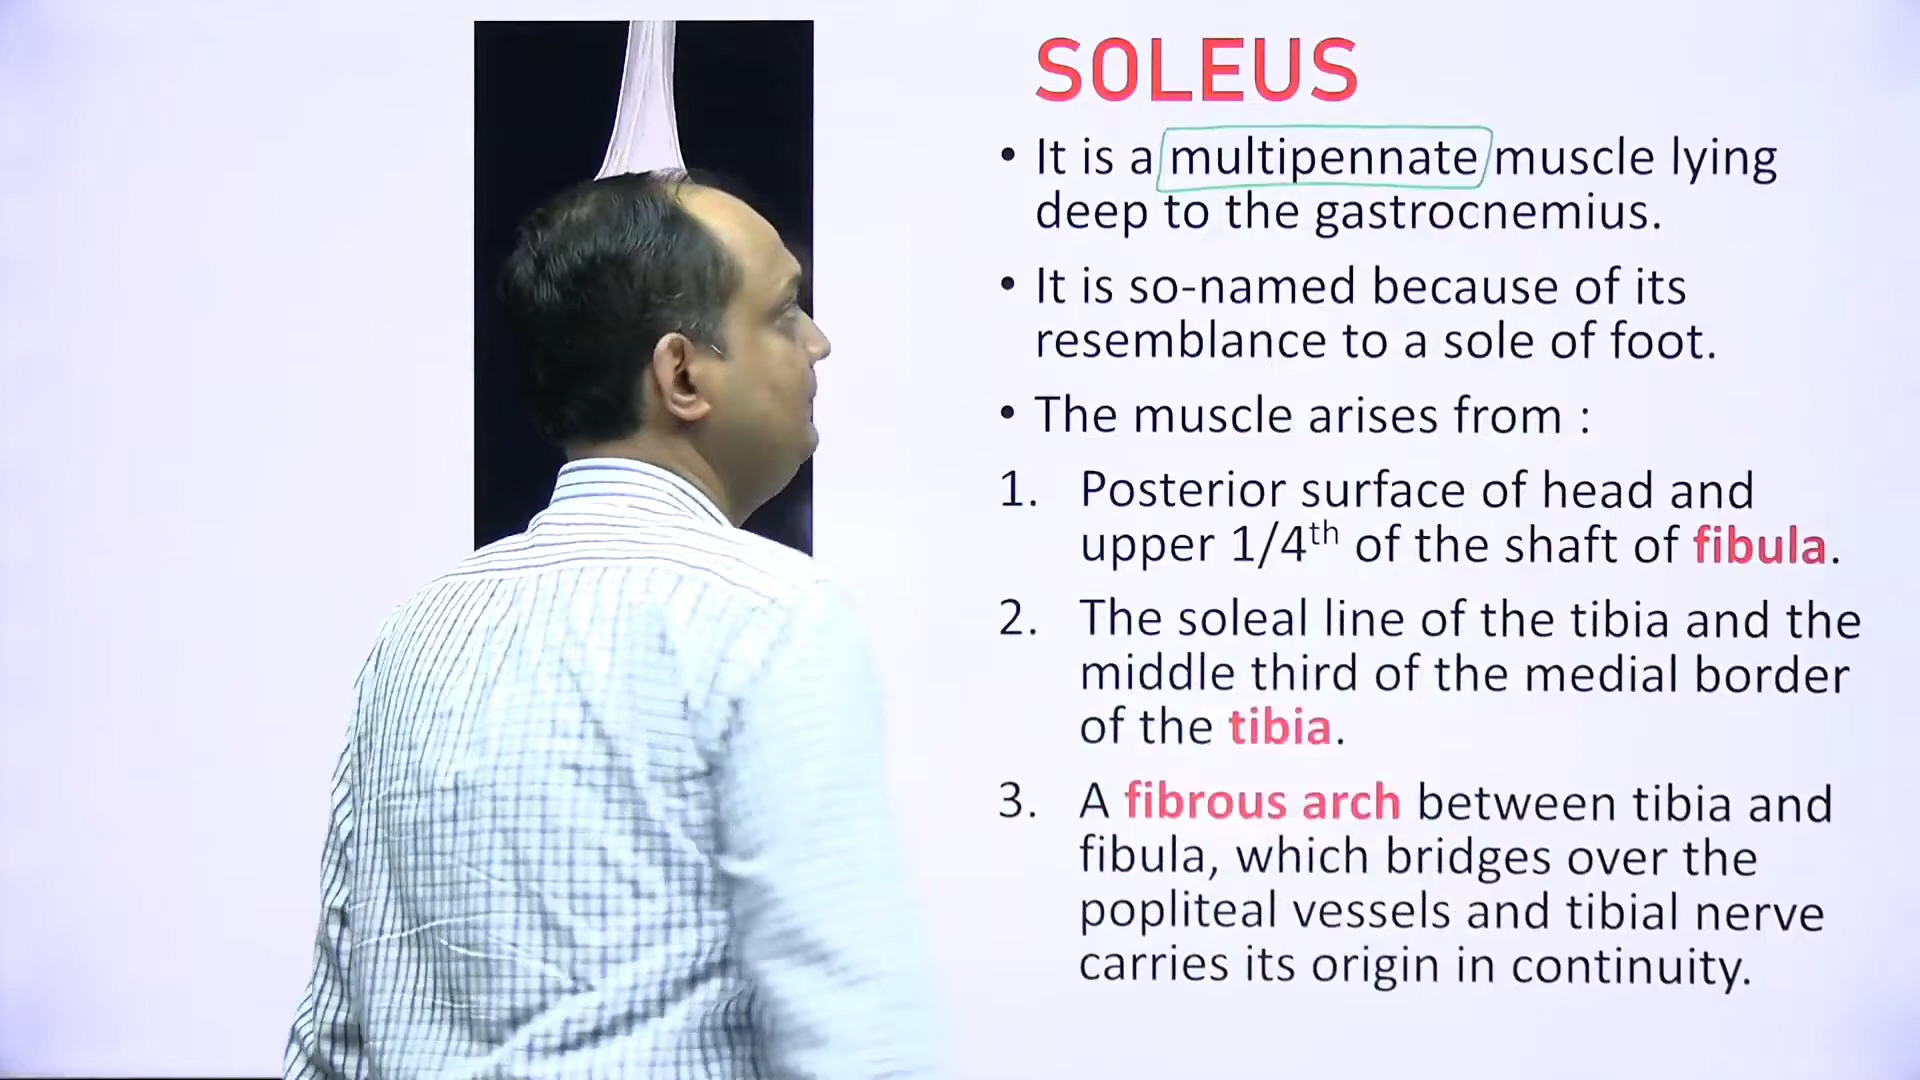 SOLEUS
• It is a multipennate muscle lying
deep to the gastrocnemius.
• It is so-named because of its
resemblance to a sole of foot.
• The muscle arises from :
1. Posterior surface of head and
upper 1/4th of the shaft of fibula.
2. The soleal line of the tibia and the
middle third of the medial border
of the tibia.
3. A fibrous arch between tibia and
fibula, which bridges over the
popliteal vessels and tibial nerve
carries its origin in continuity.